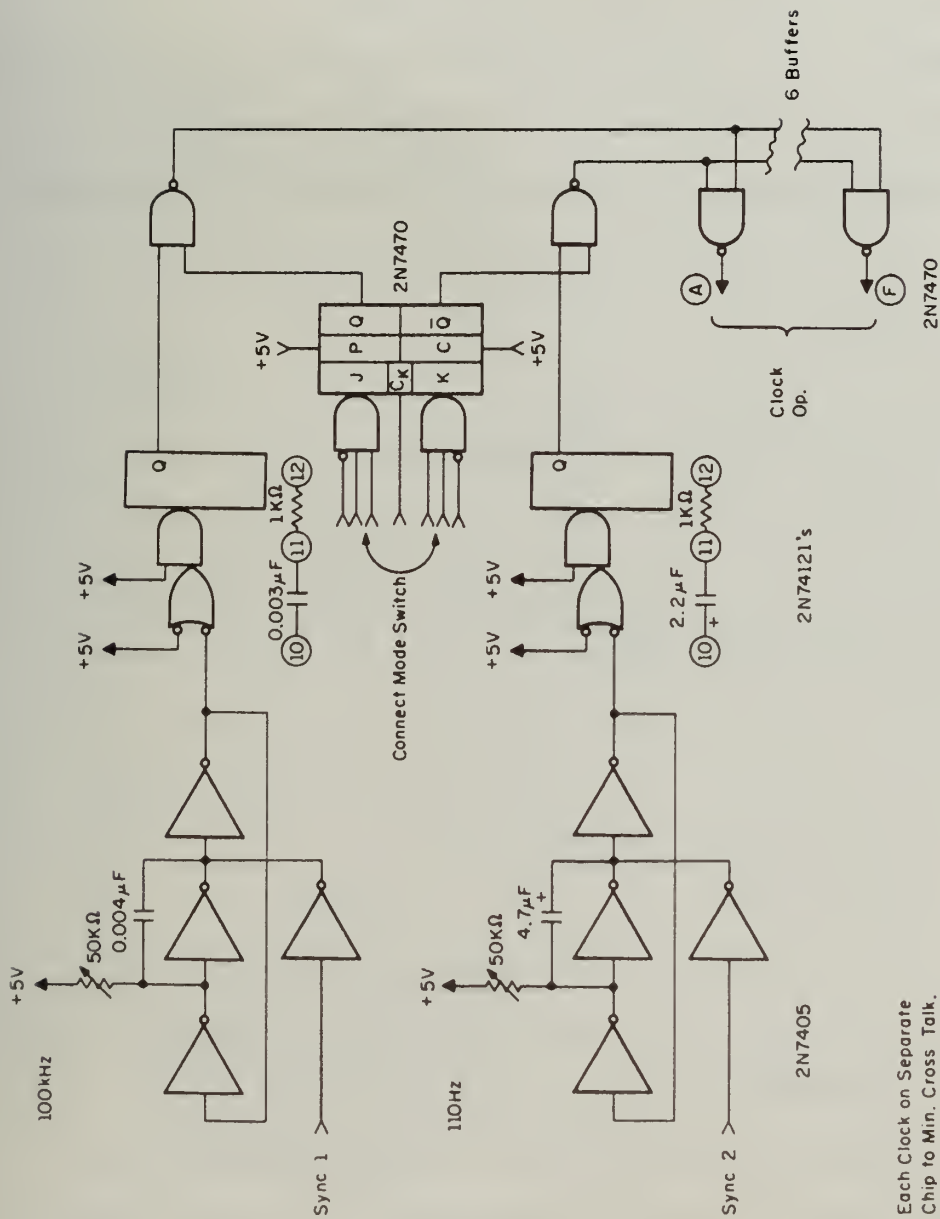 100kHz
+5V
50KΩ
0.004μF
Sync 1
+5V
+5V
Q
0.003μF
1KΩ
10
11
12
+5V
J
P
Q
CK
K
C
Q̅
2N7470
+5V
Connect Mode Switch
110Hz
+5V
50KΩ
4.7μF
+
Sync 2
+5V
+5V
Q
2.2μF
+
1KΩ
10
11
12
2N7405
2N74121's
6 Buffers
A
F
Clock
Op.
2N7470
Each Clock on Separate
Chip to Min. Cross Talk.